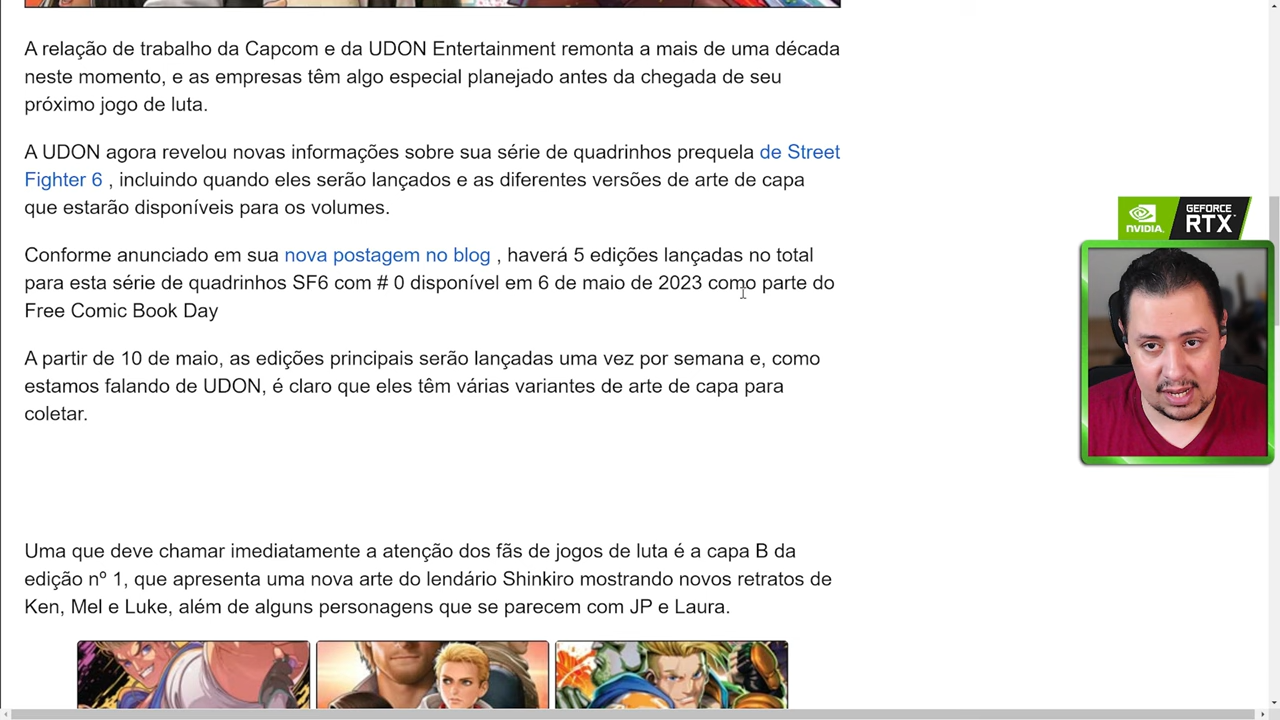 A relação de trabalho da Capcom e da UDON Entertainment remonta a mais de uma década
neste momento, e as empresas têm algo especial planejado antes da chegada de seu
próximo jogo de luta.
A UDON agora revelou novas informações sobre sua série de quadrinhos prequela de Street
Fighter 6 , incluindo quando eles serão lançados e as diferentes versões de arte de capa
que estarão disponíveis para os volumes.
Conforme anunciado em sua nova postagem no blog , haverá 5 edições lançadas no total
para esta série de quadrinhos SF6 com # 0 disponível em 6 de maio de 2023 como parte do
Free Comic Book Day
A partir de 10 de maio, as edições principais serão lançadas uma vez por semana e, como
estamos falando de UDON, é claro que eles têm várias variantes de arte de capa para
coletar.
Uma que deve chamar imediatamente a atenção dos fãs de jogos de luta é a capa B da
edição nº 1, que apresenta uma nova arte do lendário Shinkiro mostrando novos retratos de
Ken, Mel e Luke, além de alguns personagens que se parecem com JP e Laura.
NVIDIA.
GEFORCE
RTX